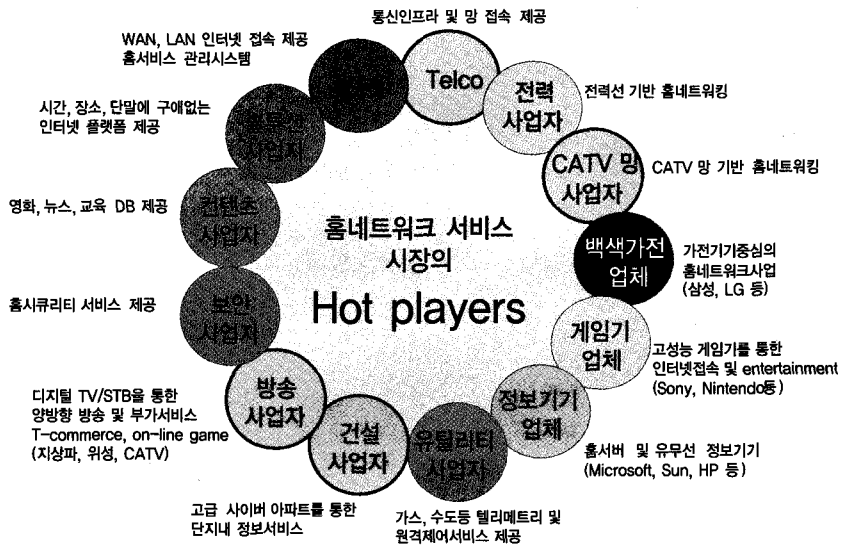 통신인프라 및 망 접속 제공
Telco
전력
사업자
전력선 기반 홈네트워킹
CATV 망
사업자
CATV 망 기반 홈네트워킹
백색가전
업체
가전기기중심의
홈네트워크사업
(삼성, LG 등)
게임기
업체
고성능 게임기를 통한
인터넷접속 및 entertainment
(Sony, Nintendo등)
정보기기
업체
홈서버 및 유무선 정보기기
(Microsoft, Sun, HP 등)
유틸리티
사업자
가스, 수도등 텔리메트리 및
원격제어서비스 제공
건설
사업자
고급 사이버 아파트를 통한
단지내 정보서비스
방송
사업자
디지털 TV/STB을 통한
양방향 방송 및 부가서비스
T-commerce, on-line game
(지상파, 위성, CATV)
보안
사업자
홈시큐리티 서비스 제공
컨텐츠
사업자
영화, 뉴스, 교육 DB 제공
사업자
시간, 장소, 단말에 구애없는
인터넷 플랫폼 제공
WAN, LAN 인터넷 접속 제공
홈서비스 관리시스템
홈네트워크 서비스
시장의
Hot players